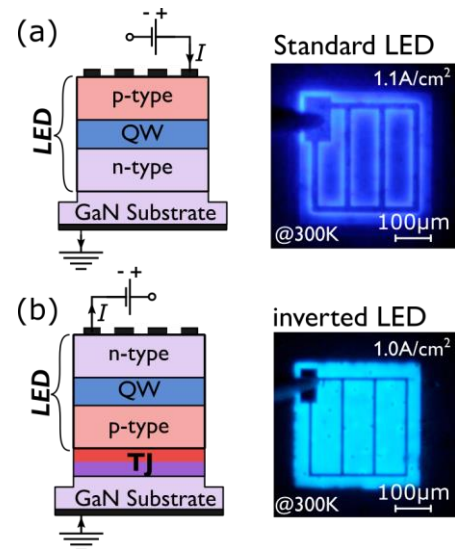 (a)
- +
I
LED
p-type
QW
n-type
GaN Substrate
Standard LED
1.1A/cm²
@300K
100μm
(b)
- +
I
LED
n-type
QW
p-type
TJ
GaN Substrate
inverted LED
1.0A/cm²
@300K
100μm